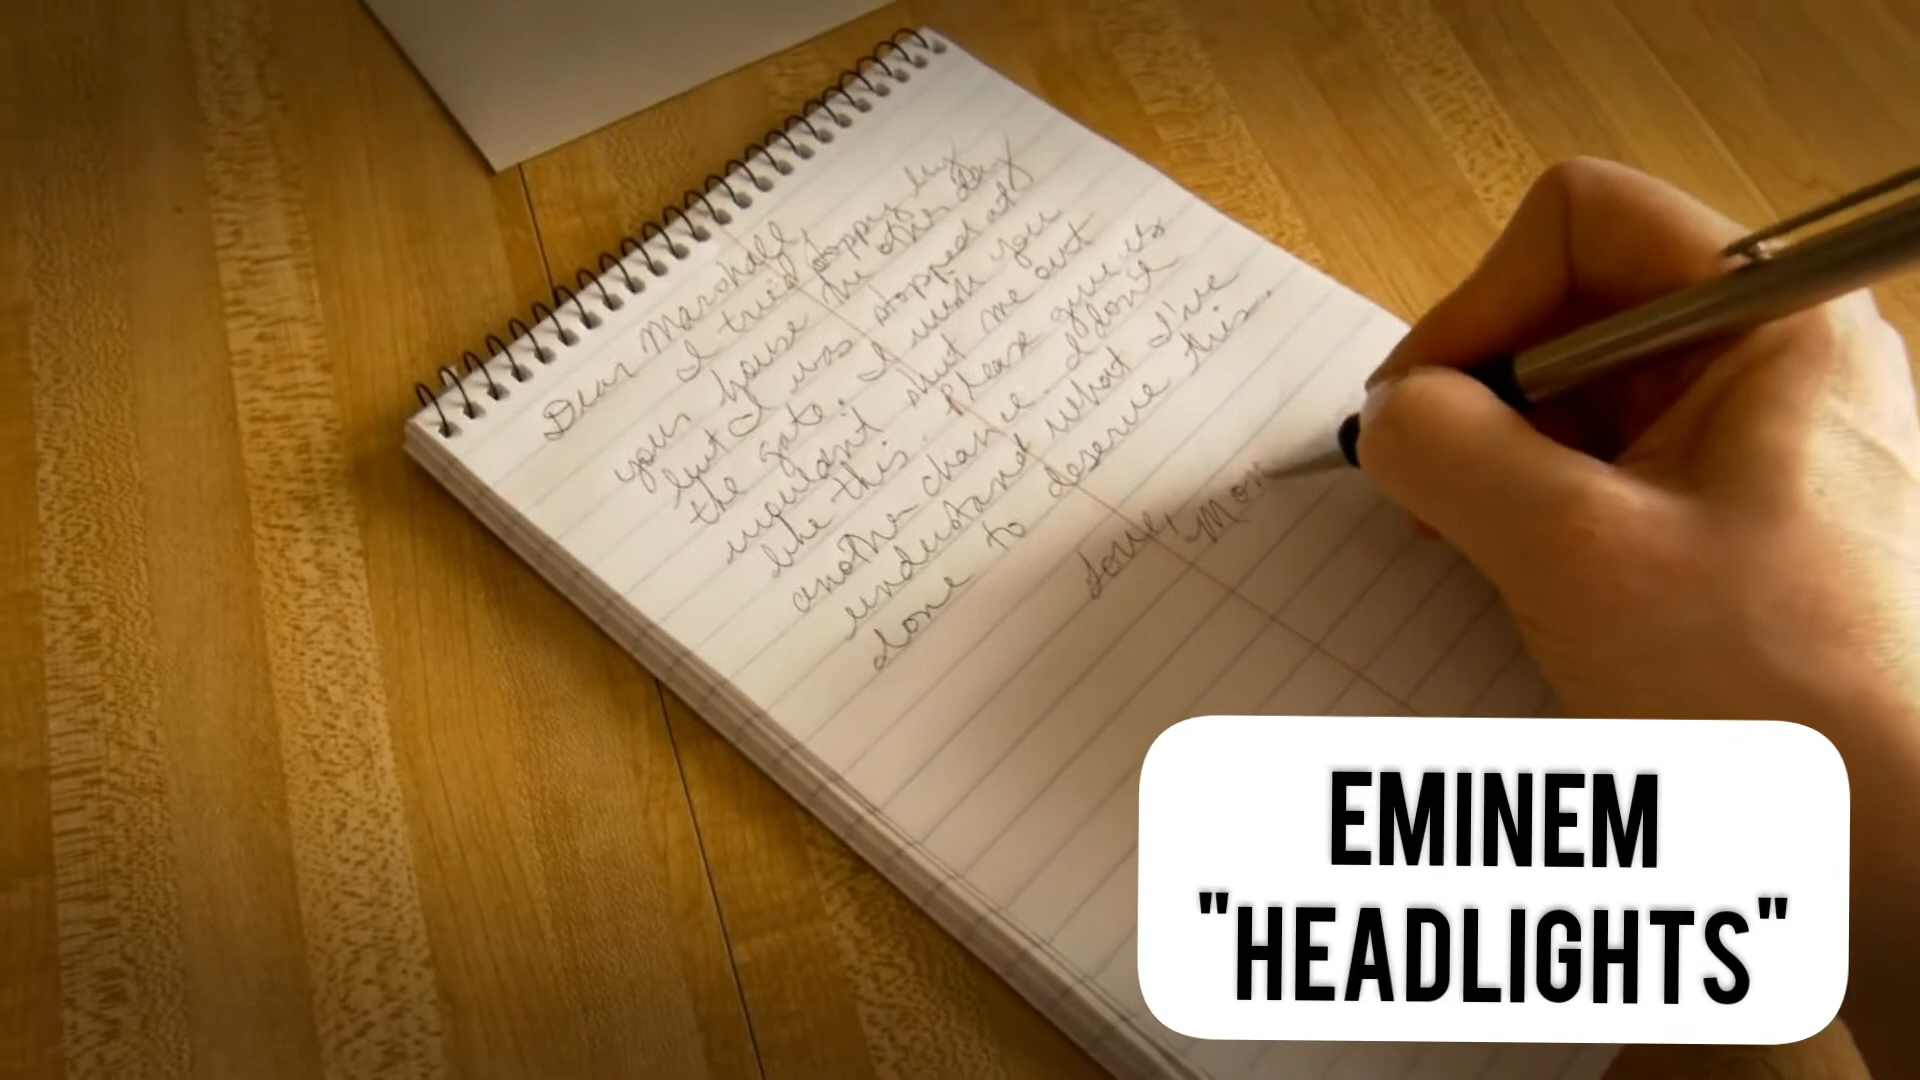 Dear Marshall
I tried stopping by
your house the other day
but I was stopped at
the gate. I wish you
wouldn't shut me out
like this. Please give us
another chance. I don't
understand what I've
done to deserve this.
Love,
Mom
EMINEM
"HEADLIGHTS"